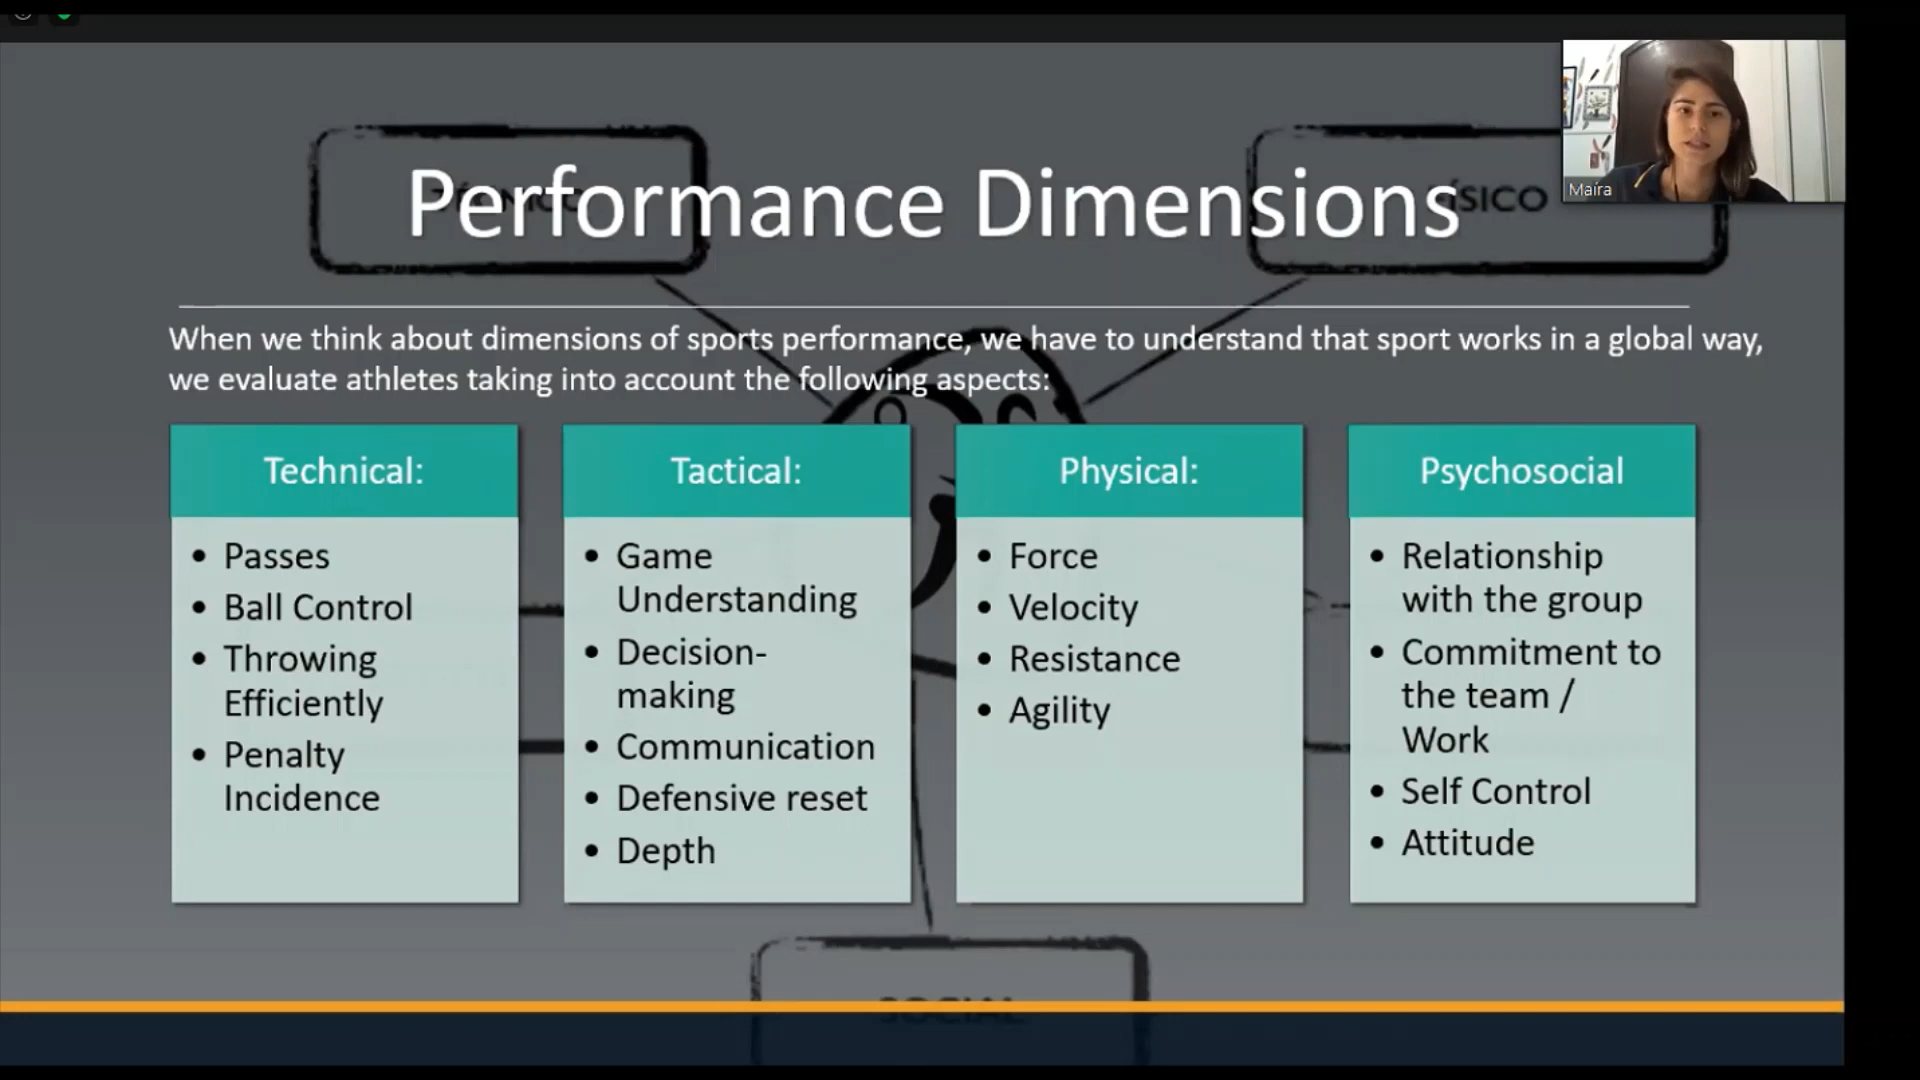 Performance Dimensions
ÍSICO
Maíra
When we think about dimensions of sports performance, we have to understand that sport works in a global way,
we evaluate athletes taking into account the following aspects:
Technical:
• Passes
• Ball Control
• Throwing
Efficiently
• Penalty
Incidence
Tactical:
• Game
Understanding
• Decision-
making
• Communication
• Defensive reset
• Depth
Physical:
• Force
• Velocity
• Resistance
• Agility
Psychosocial
• Relationship
with the group
• Commitment to
the team /
Work
• Self Control
• Attitude
SOCIAL